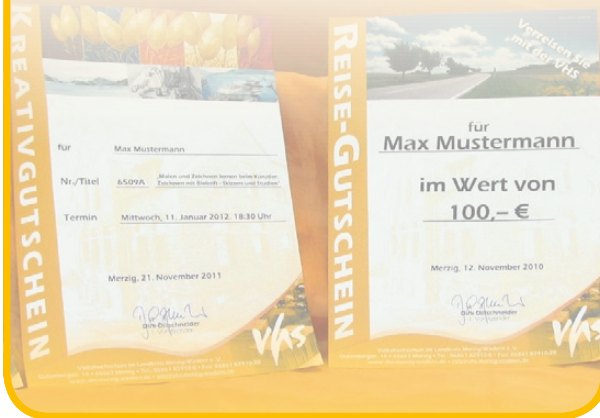 KREATIVGUTSCHEIN
für Max Mustermann
Nr./Titel 6509A „Malen und Zeichnen lernen beim Künstler:
Zeichnen mit Bleistift - Skizzen und Studien"
Termin Mittwoch, 11. Januar 2012, 18:30 Uhr
Merzig, 21. November 2011
vhs
REISE-GUTSCHEIN
Verreisen Sie
mit der VHS
für
Max Mustermann
im Wert von
100,– €
Merzig, 12. November 2010
vhs